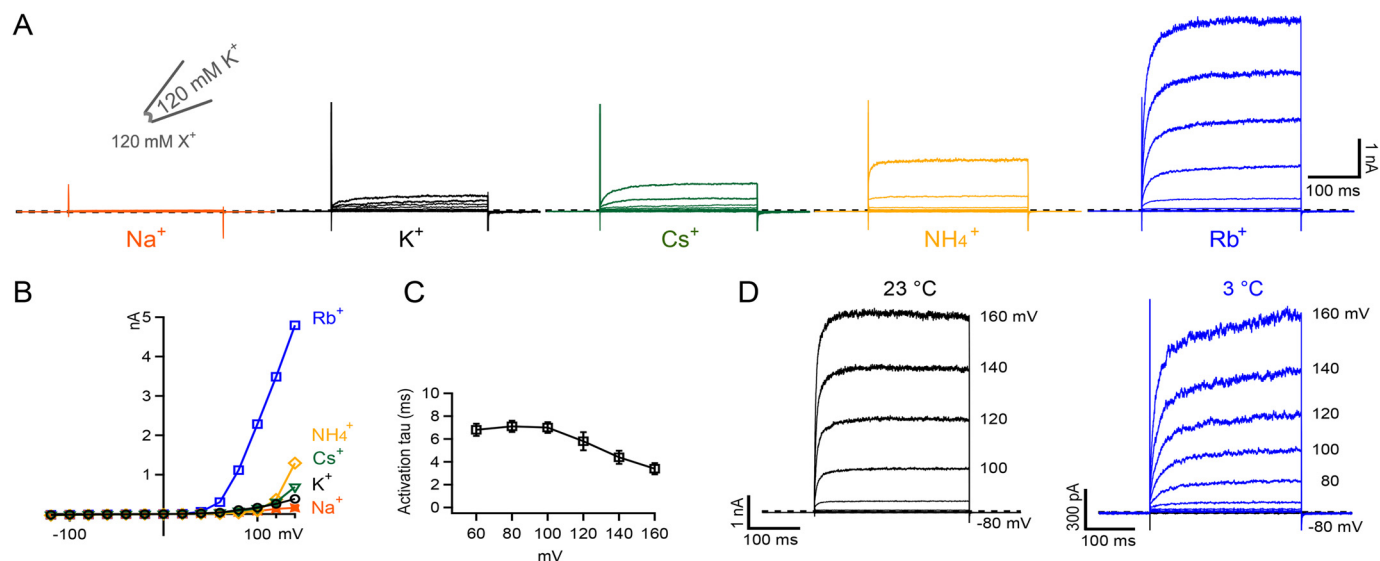 A
120 mM K+
120 mM X+
Na+
K+
Cs+
NH4+
Rb+
1 nA
100 ms
B
nA
5
4
3
2
1
-100
100 mV
Rb+
NH4+
Cs+
K+
Na+
C
Activation tau (ms)
10
8
6
4
2
0
60 80 100 120 140 160
mV
D
23 °C
160 mV
140
120
100
-80 mV
1 nA
100 ms
3 °C
160 mV
140
120
100
80
-80 mV
300 pA
100 ms